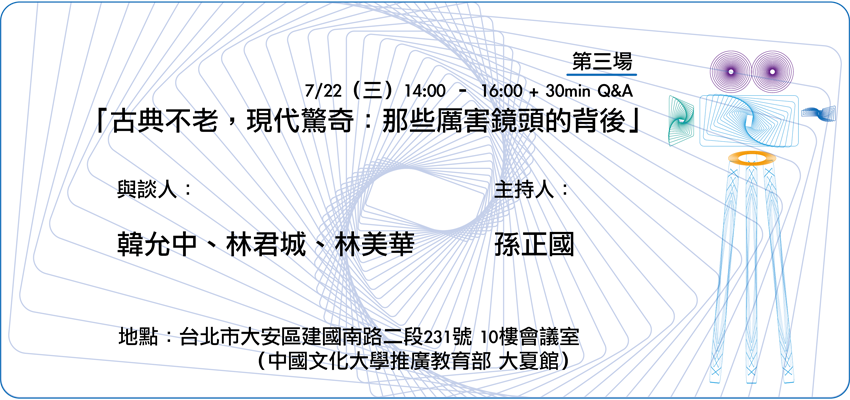 第三場
7/22（三）14:00 - 16:00 + 30min Q&A
「古典不老，現代驚奇：那些厲害鏡頭的背後」
與談人： 主持人：
韓允中、林君城、林美華 孫正國
地點：台北市大安區建國南路二段231號 10樓會議室
（中國文化大學推廣教育部 大夏館）